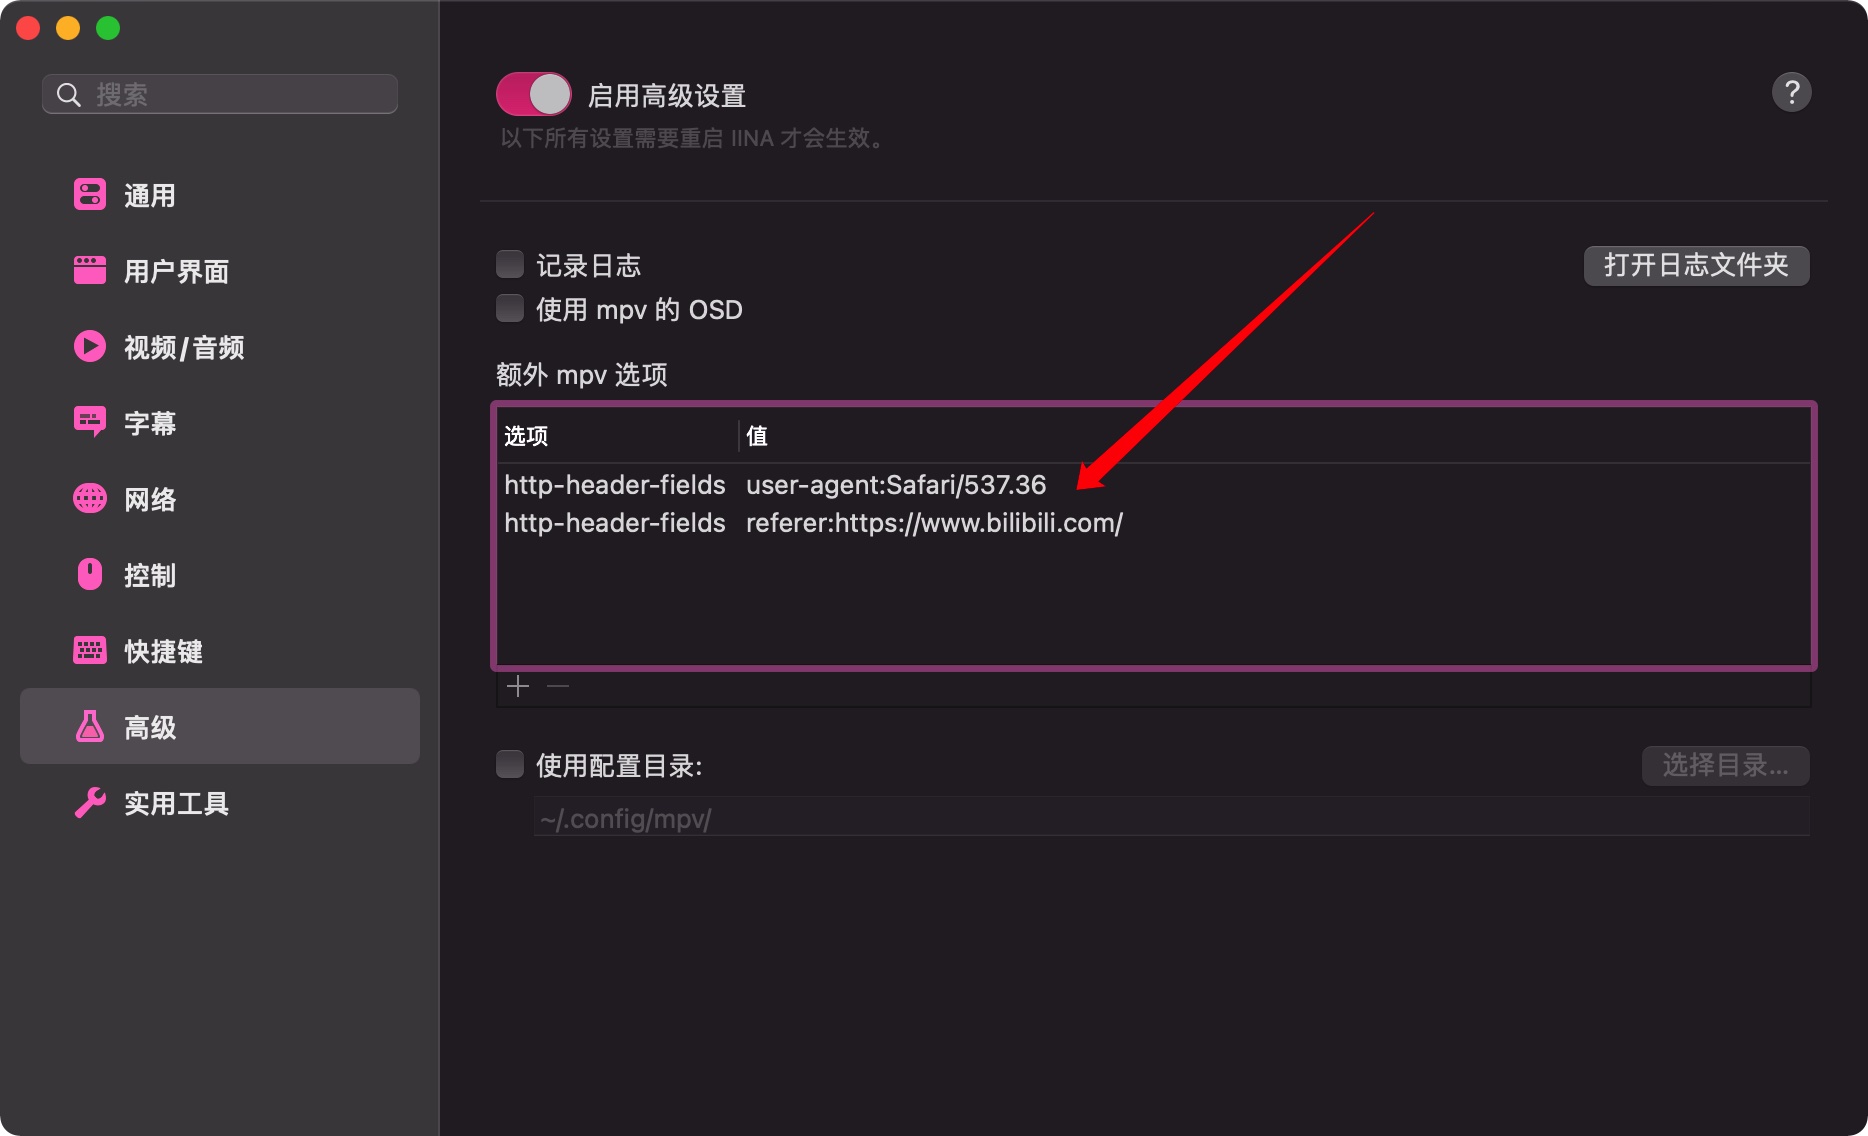 搜索
通用
用户界面
视频/音频
字幕
网络
控制
快捷键
高级
实用工具
启用高级设置
?
以下所有设置需要重启 IINA 才会生效。
记录日志
打开日志文件夹
使用 mpv 的 OSD
额外 mpv 选项
选项 值
http-header-fields user-agent:Safari/537.36
http-header-fields referer:https://www.bilibili.com/
使用配置目录:
选择目录...
~/.config/mpv/